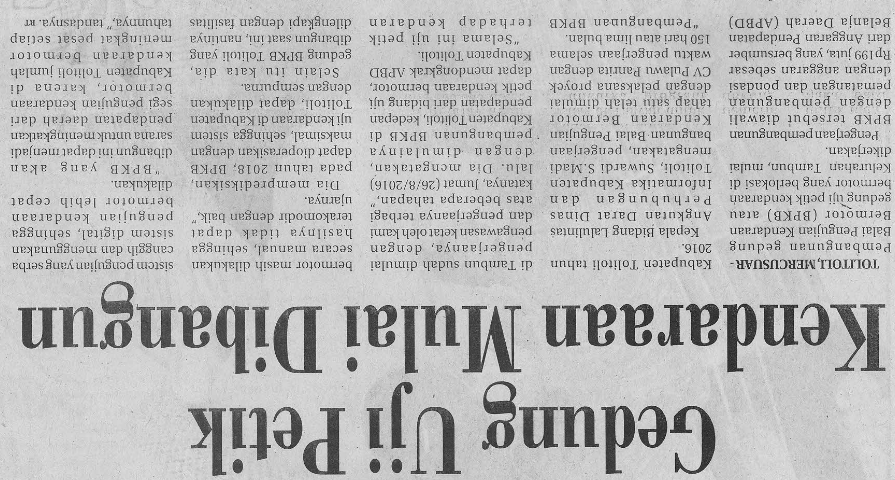 Gedung Uji Petik
Kendaraan Mulai Dibangun
TOLITOLI, MERCUSUAR -
Pembangunan gedung
Balai Pengujian Kendaraan
Bermotor (BPKB) atau
gedung uji petik kendaraan
bermotor yang berlokasi di
Kelurahan Tambun, mulai
dikerjakan.
Pengerjaan pembangunan
BPKB tersebut diawali
dengan pembangunan
pematangan dan pondasi
dengan anggaran sebesar
Rp199 juta, yang bersumber
dari Anggaran Pendapatan
Belanja Daerah (APBD)
Kabupaten Tolitoli tahun
2016.
Kepala Bidang Lalulintas
Angkutan Darat Dinas
Perhubungan dan
Informatika Kabupaten
Tolitoli, Suwardi S.Madi
mengatakan, pengerjaan
bangunan Balai Pengujian
Kendaraan Bermotor
tahap satu telah dimulai
dengan pelaksana proyek
CV Pulawu Panrita dengan
waktu pengerjaan selama
150 hari atau lima bulan.
"Pembangunan BPKB
di Tambun sudah dimulai
pengerjaanya, dengan
pengawasan ketat oleh kami
dan pengerjaannya terbagi
atas beberapa tahapan,"
katanya, Jumat (26/8/2016)
lalu. Dia mengatakan,
dengan dimulainya
pembangunan BPKB di
Kabupaten Tolitoli, kedepan
pendapatan dari bidang uji
petik kendaraan bermotor,
dapat mendongkrak APBD
Kabupaten Tolitoli.
"Selama ini uji petik
terhadap kendaraan
bermotor masih dilakukan
secara manual, sehingga
hasilnya tidak dapat
terakomodir dengan baik,"
ujarnya.
Dia memprediksikan,
pada tahun 2018, BPKB
dapat dioperasikan dengan
maksimal, sehingga sistem
uji kendaraan di Kabupaten
Tolitoli, dapat dilakukan
dengan sempurna.
Selain itu kata dia,
gedung BPKB Tolitoli yang
dibangun saat ini, naninya
dilengkapi dengan fasilitas
sistem pengujian yang serba
canggih dan menggunakan
sistem digital, sehingga
pengujian kendaraan
bermotor lebih cepat
dilakukan.
"BPKB yang akan
dibangun ini dapat menjadi
sarana untuk meningkatkan
pendapatan daerah dari
segi pengujian kendaraan
bermotor, karena di
Kabupaten Tolitoli jumlah
kendaraan bermotor
meningkat pesat setiap
tahunnya," tandasnya. RR